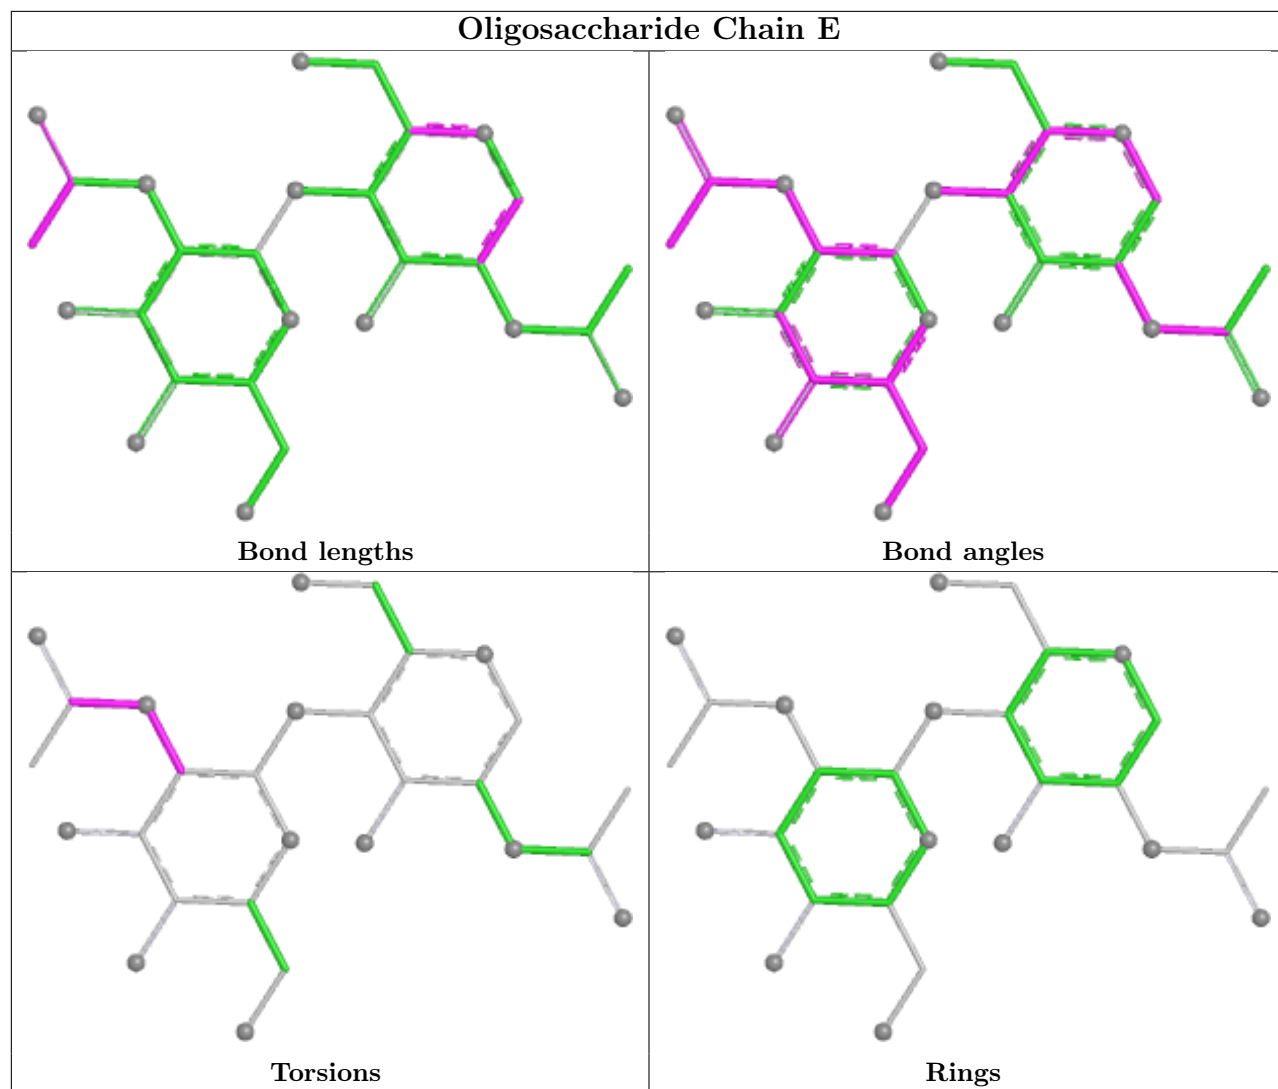 Oligosaccharide Chain E
Bond lengths
Bond angles
Torsions
Rings